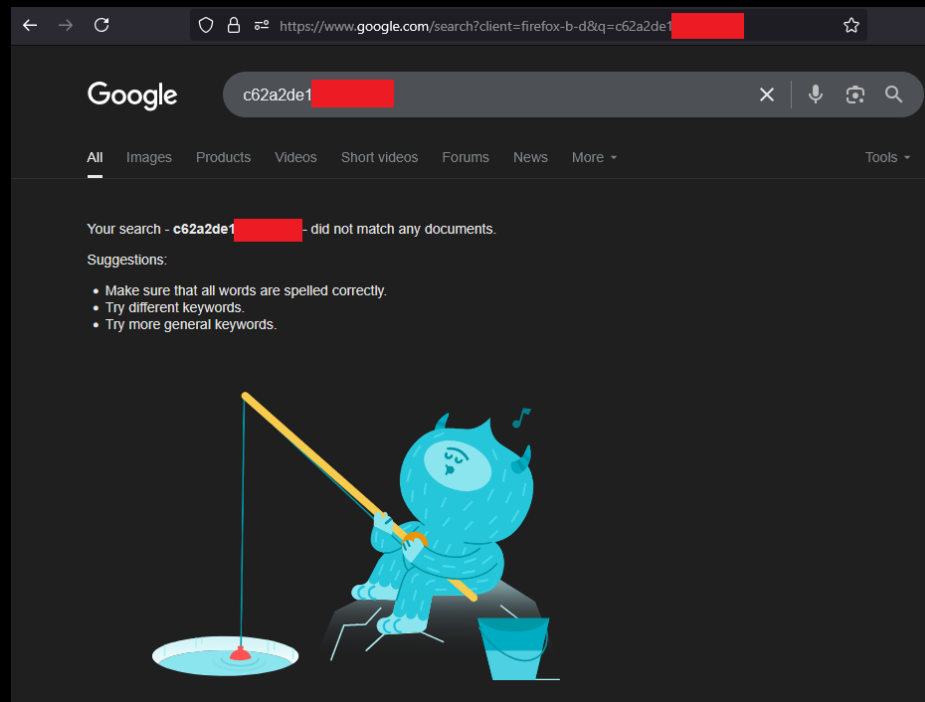 https://www.google.com/search?client=firefox-b-d&q=c62a2de1
Google
c62a2de1
All Images Products Videos Short videos Forums News More Tools
Your search - c62a2de1 - did not match any documents.
Suggestions:
Make sure that all words are spelled correctly.
Try different keywords.
Try more general keywords.